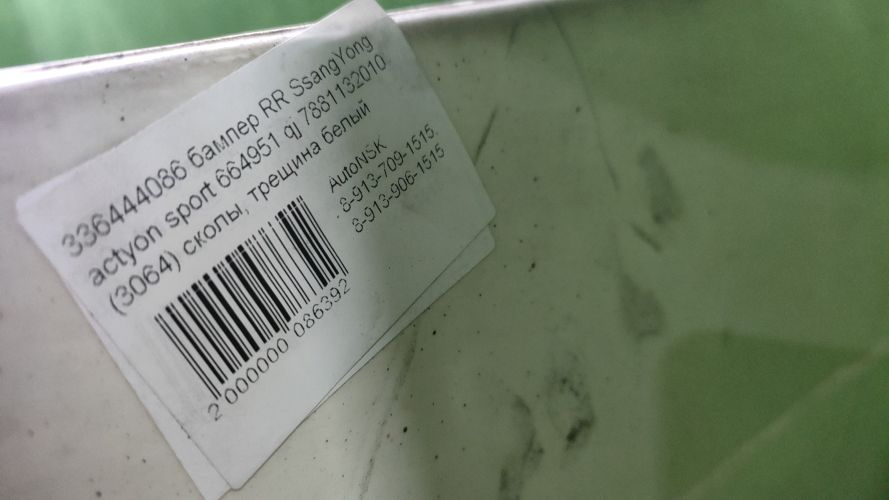 336444086 бампер RR SsangYong
actyon sport 664951 qj 7881132010
(3064) сколы, трещина белый
AutoNSK
8-913-709-1515.
8-913-906-1515
2 000000 086392